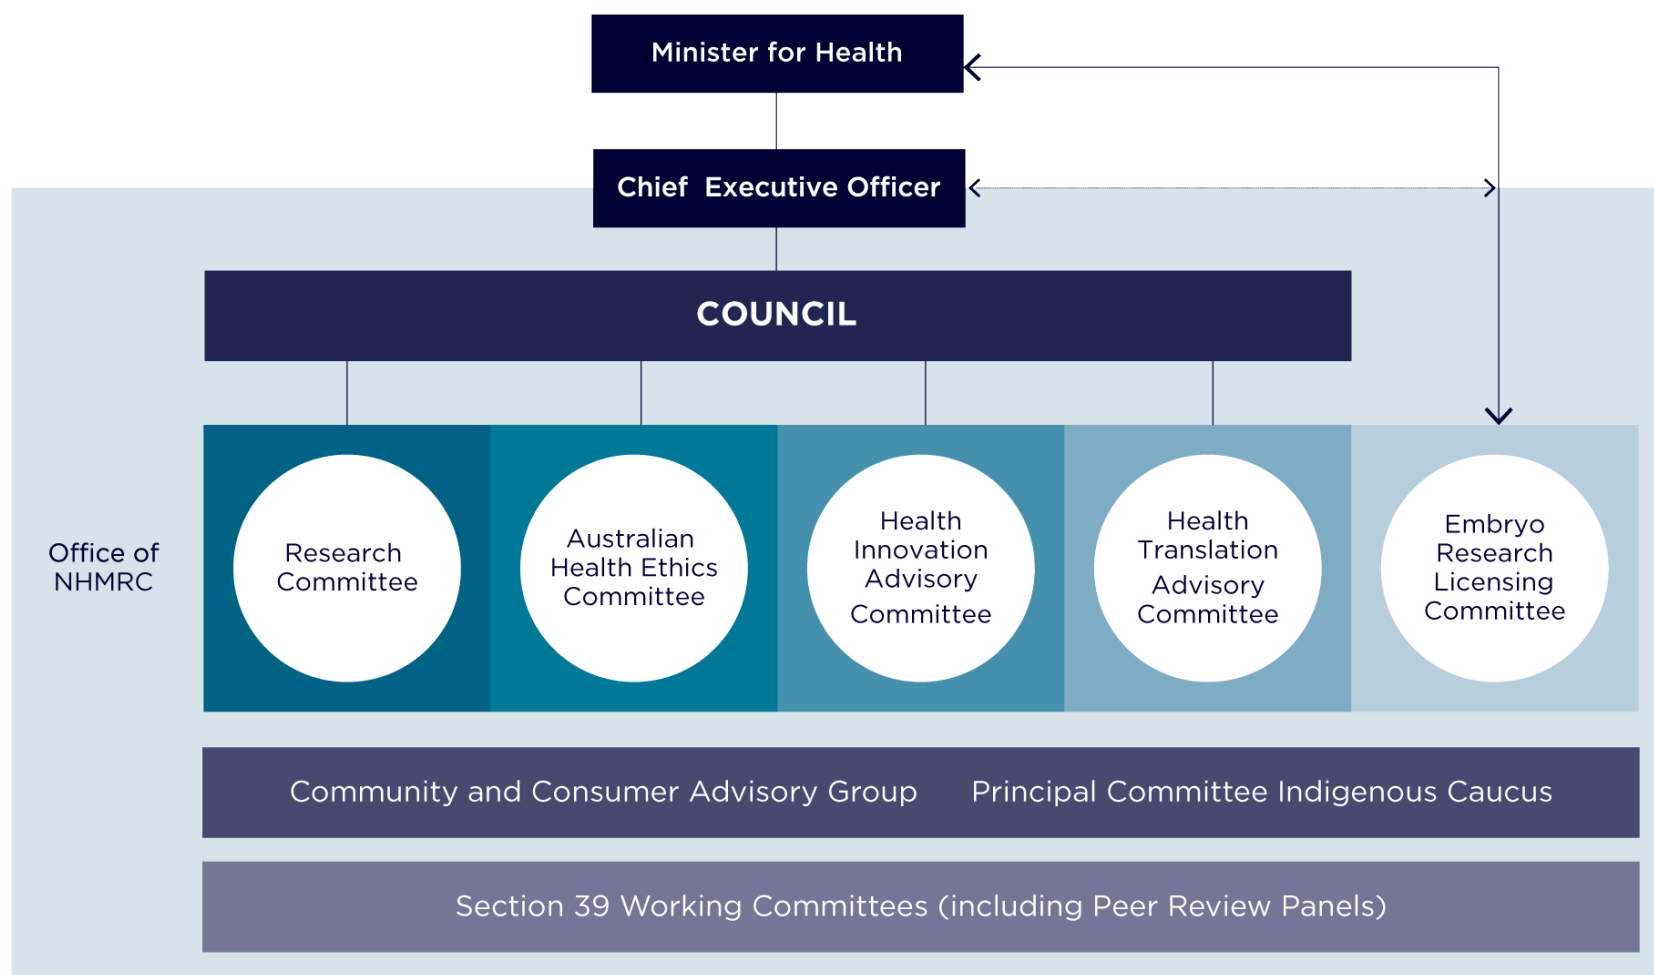 Minister for Health
Chief Executive Officer
COUNCIL
Office of
NHMRC
Research
Committee
Australian
Health Ethics
Committee
Health
Innovation
Advisory
Committee
Health
Translation
Advisory
Committee
Embryo
Research
Licensing
Committee
Community and Consumer Advisory Group
Principal Committee Indigenous Caucus
Section 39 Working Committees (including Peer Review Panels)